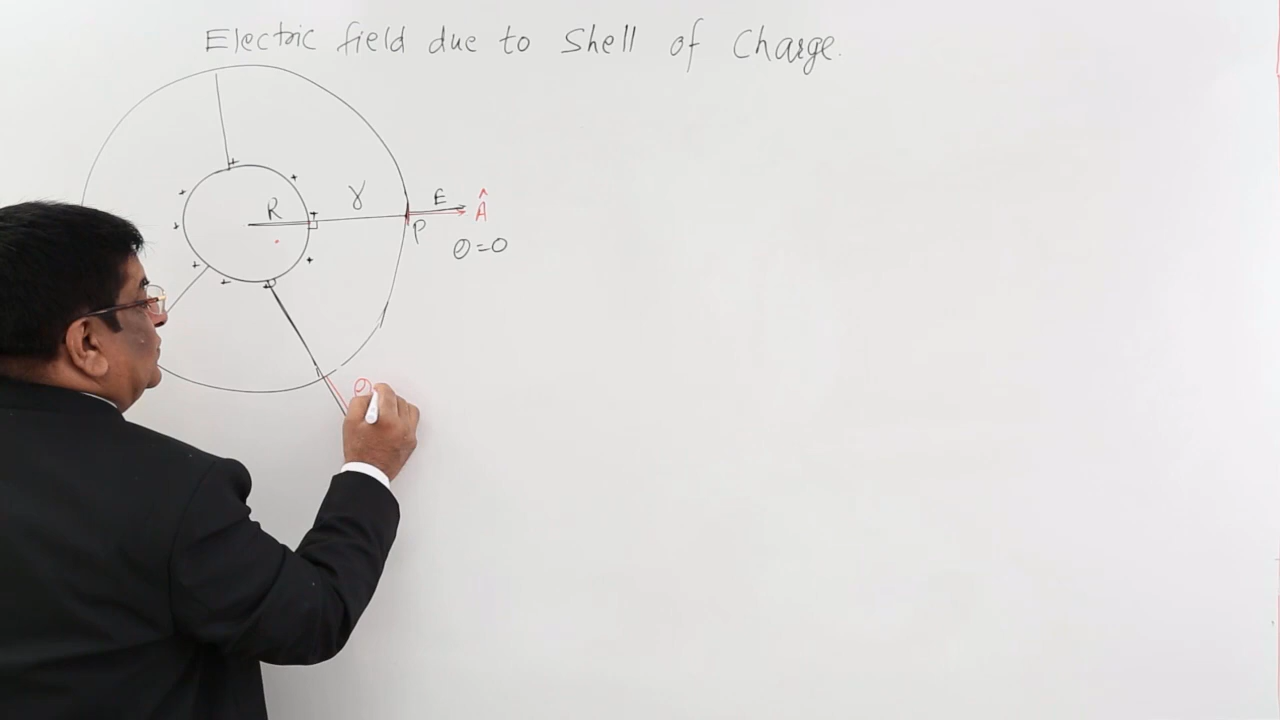 Electric field due to Shell of Charge.
R
r
E
Â
P
θ=0
θ